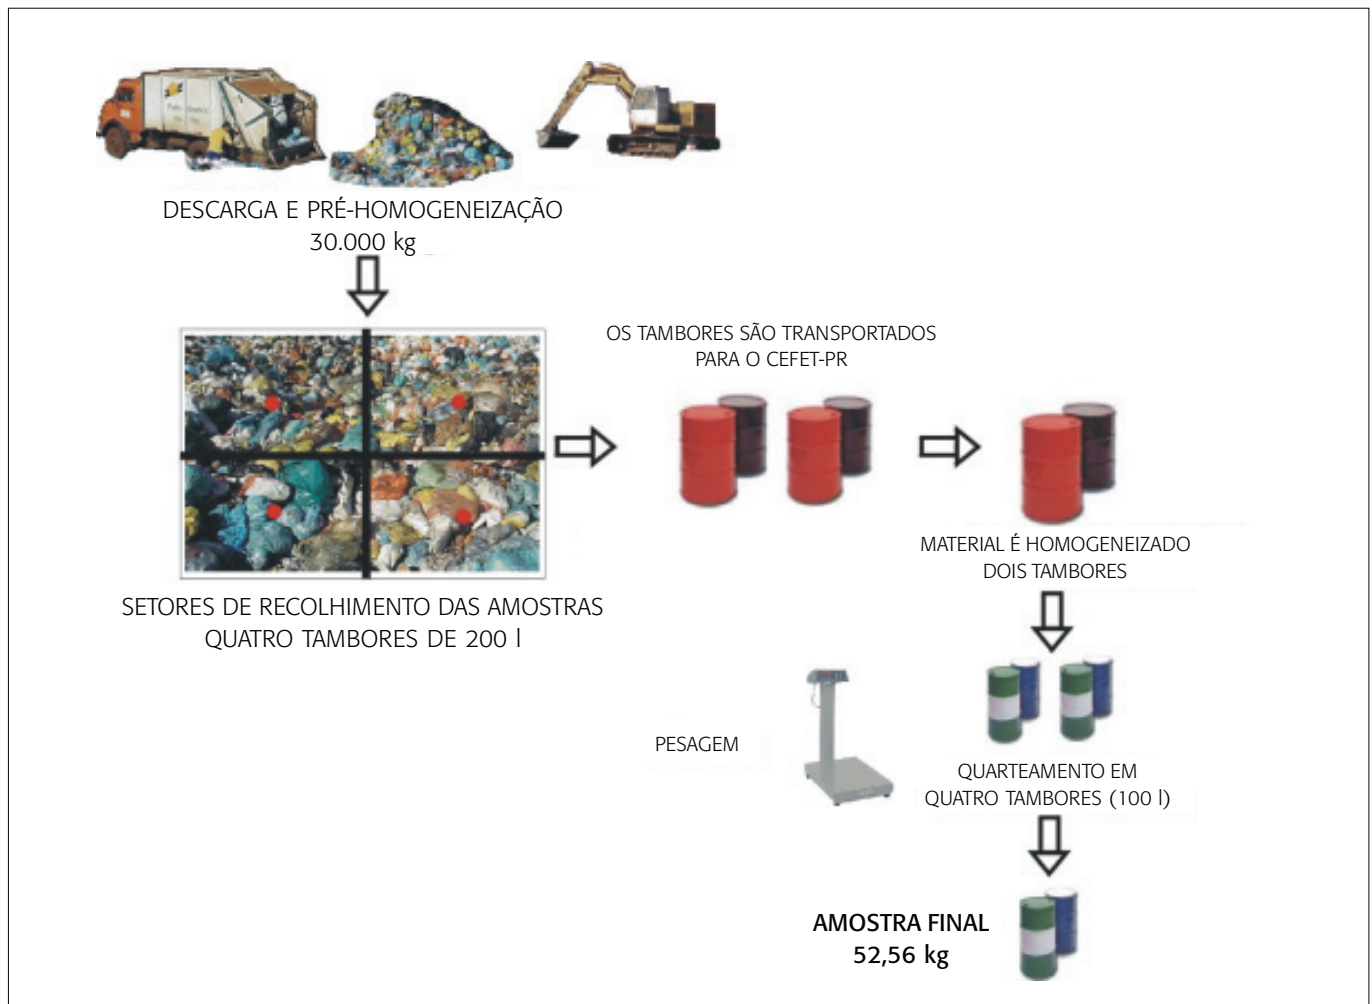 DESCARGA E PRÉ-HOMOGENEIZAÇÃO
30.000 kg
SETORES DE RECOLHIMENTO DAS AMOSTRAS
QUATRO TAMBORES DE 200 l
OS TAMBORES SÃO TRANSPORTADOS
PARA O CEFET-PR
MATERIAL É HOMOGENEIZADO
DOIS TAMBORES
PESAGEM
QUARTEAMENTO EM
QUATRO TAMBORES (100 l)
AMOSTRA FINAL
52,56 kg